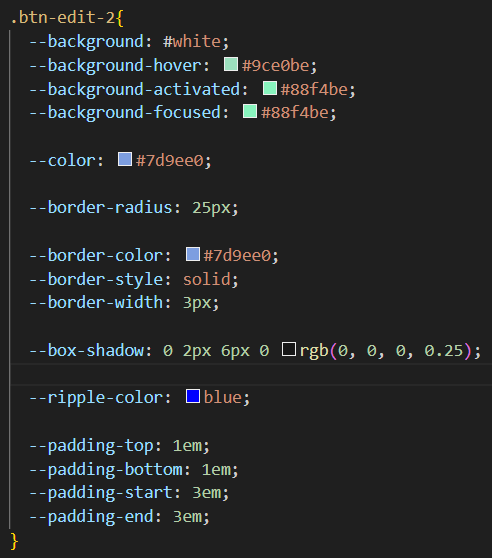 .btn-edit-2{
--background: #white;
--background-hover: #9ce0be;
--background-activated: #88f4be;
--background-focused: #88f4be;
--color: #7d9ee0;
--border-radius: 25px;
--border-color: #7d9ee0;
--border-style: solid;
--border-width: 3px;
--box-shadow: 0 2px 6px 0 rgb(0, 0, 0, 0.25);
--ripple-color: blue;
--padding-top: 1em;
--padding-bottom: 1em;
--padding-start: 3em;
--padding-end: 3em;
}